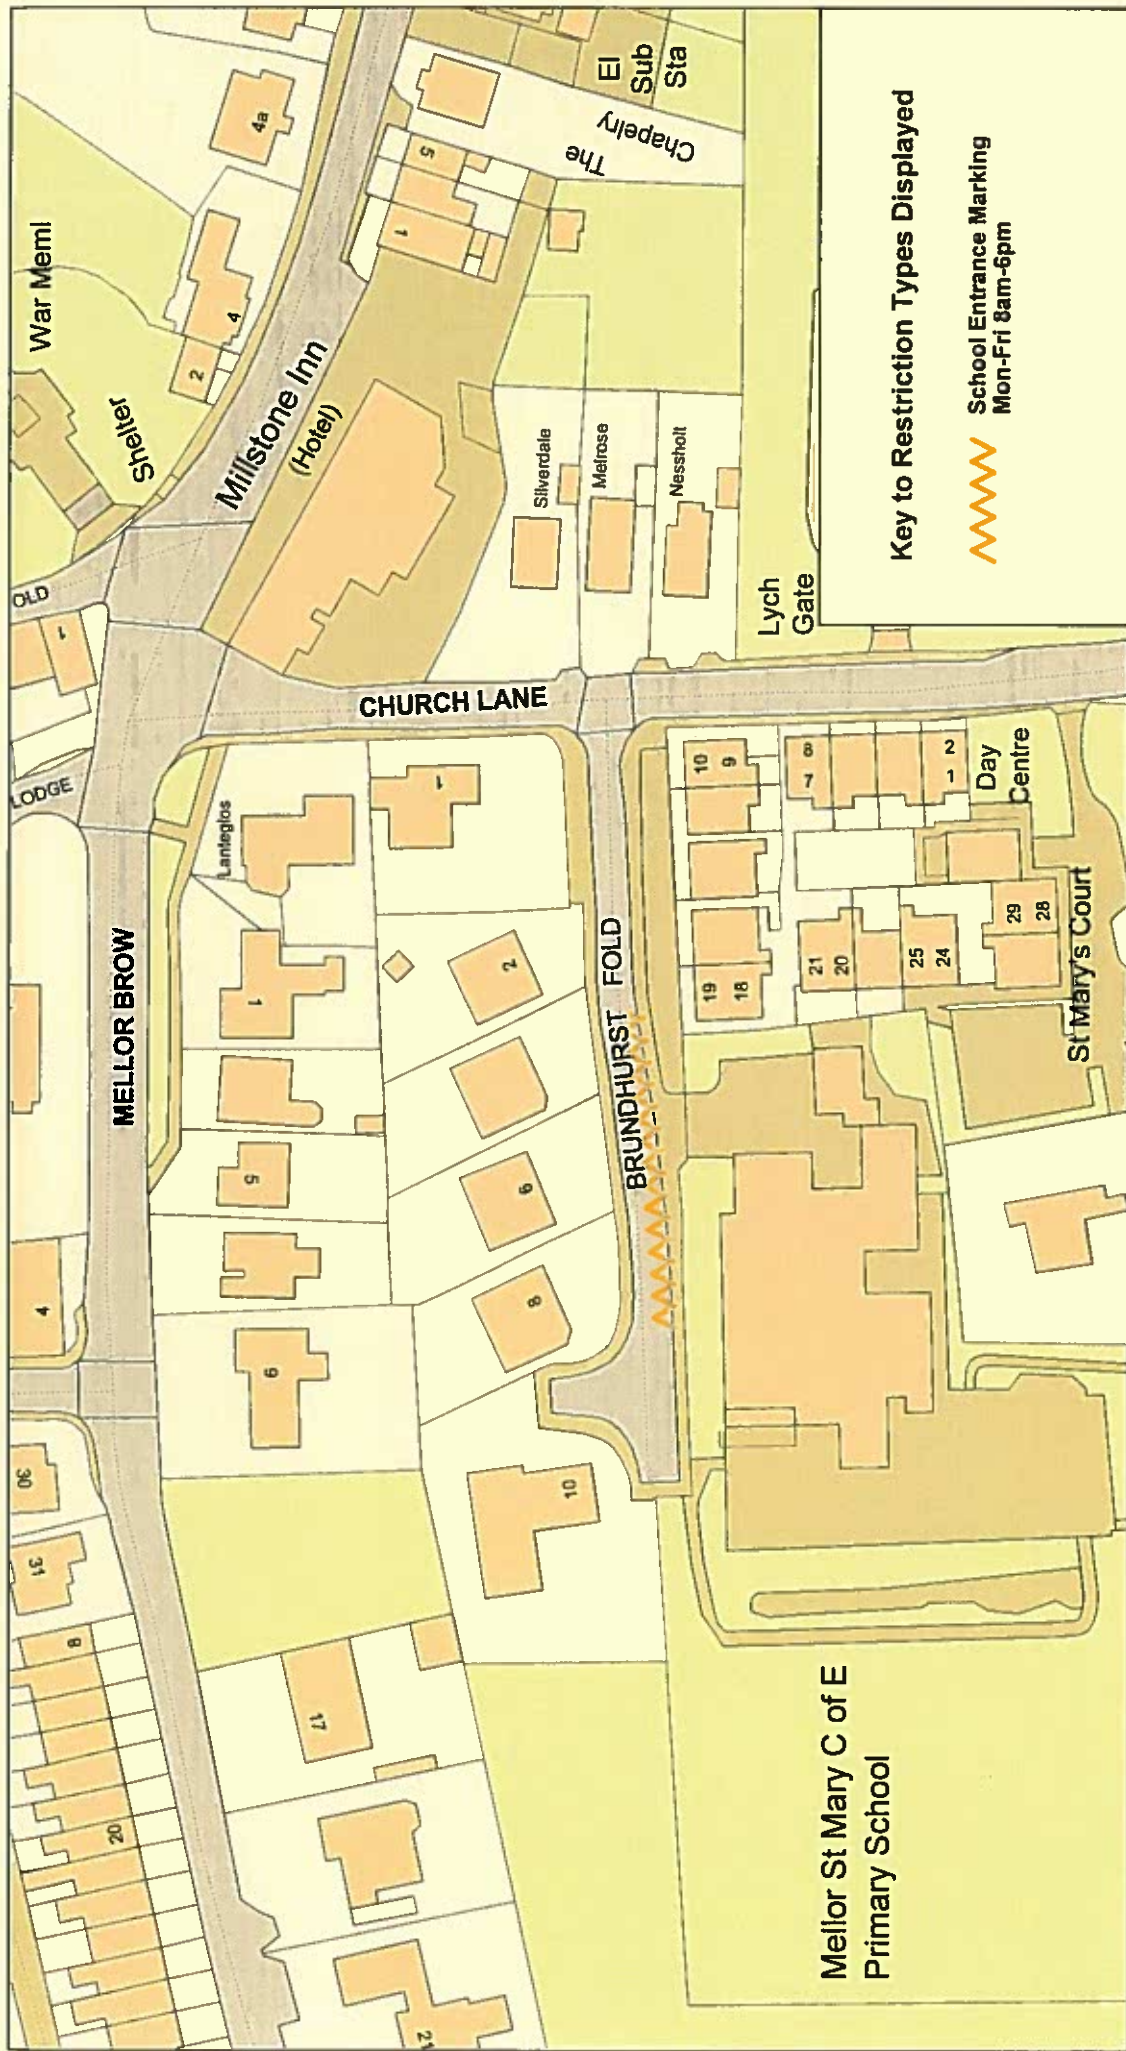 War Meml
Shelter
4a
4
2
Millstone Inn
(Hotel)
1
5
The
Chapelry
El
Sub
Sta
OLD
1
LODGE
MELLOR BROW
CHURCH LANE
Silverdale
Melrose
Nessholt
Lych
Gate
Lanteglos
1
1
5
9
4
30
31
8
20
17
21
2
6
8
10
BRUNDHURST FOLD
10
9
8
7
2
1
Day
Centre
19
18
21
20
25
24
29
28
St Mary's Court
Mellor St Mary C of E
Primary School
Key to Restriction Types Displayed
School Entrance Marking
Mon-Fri 8am-6pm